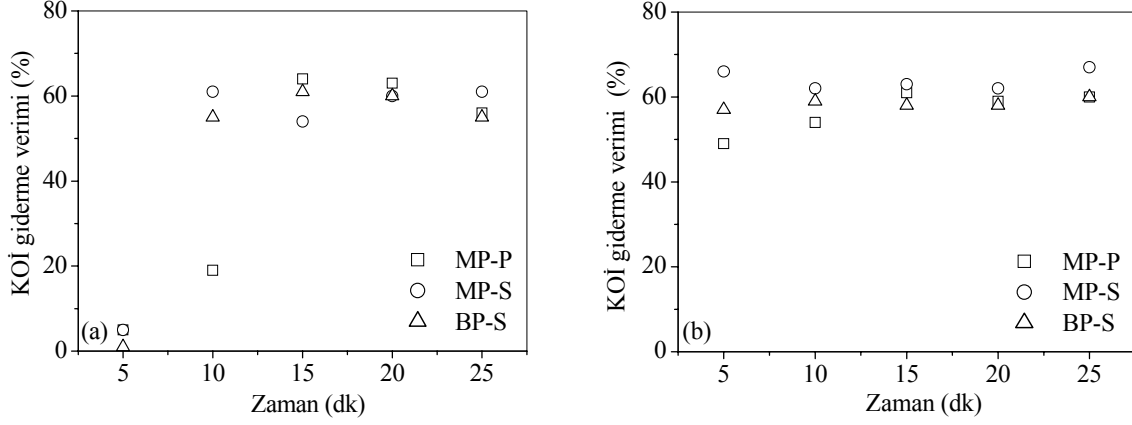 KOİ giderme verimi (%)
80
60
40
20
0
(a)
MP-P
MP-S
BP-S
5 10 15 20 25
Zaman (dk)
KOİ giderme verimi (%)
80
60
40
20
0
(b)
MP-P
MP-S
BP-S
5 10 15 20 25
Zaman (dk)